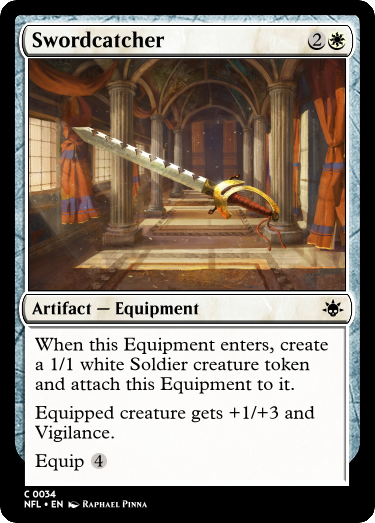 Swordcatcher 2
Artifact — Equipment
When this Equipment enters, create
a 1/1 white Soldier creature token
and attach this Equipment to it.
Equipped creature gets +1/+3 and
Vigilance.
Equip 4
C 0034
NFL • EN Raphael Pinna